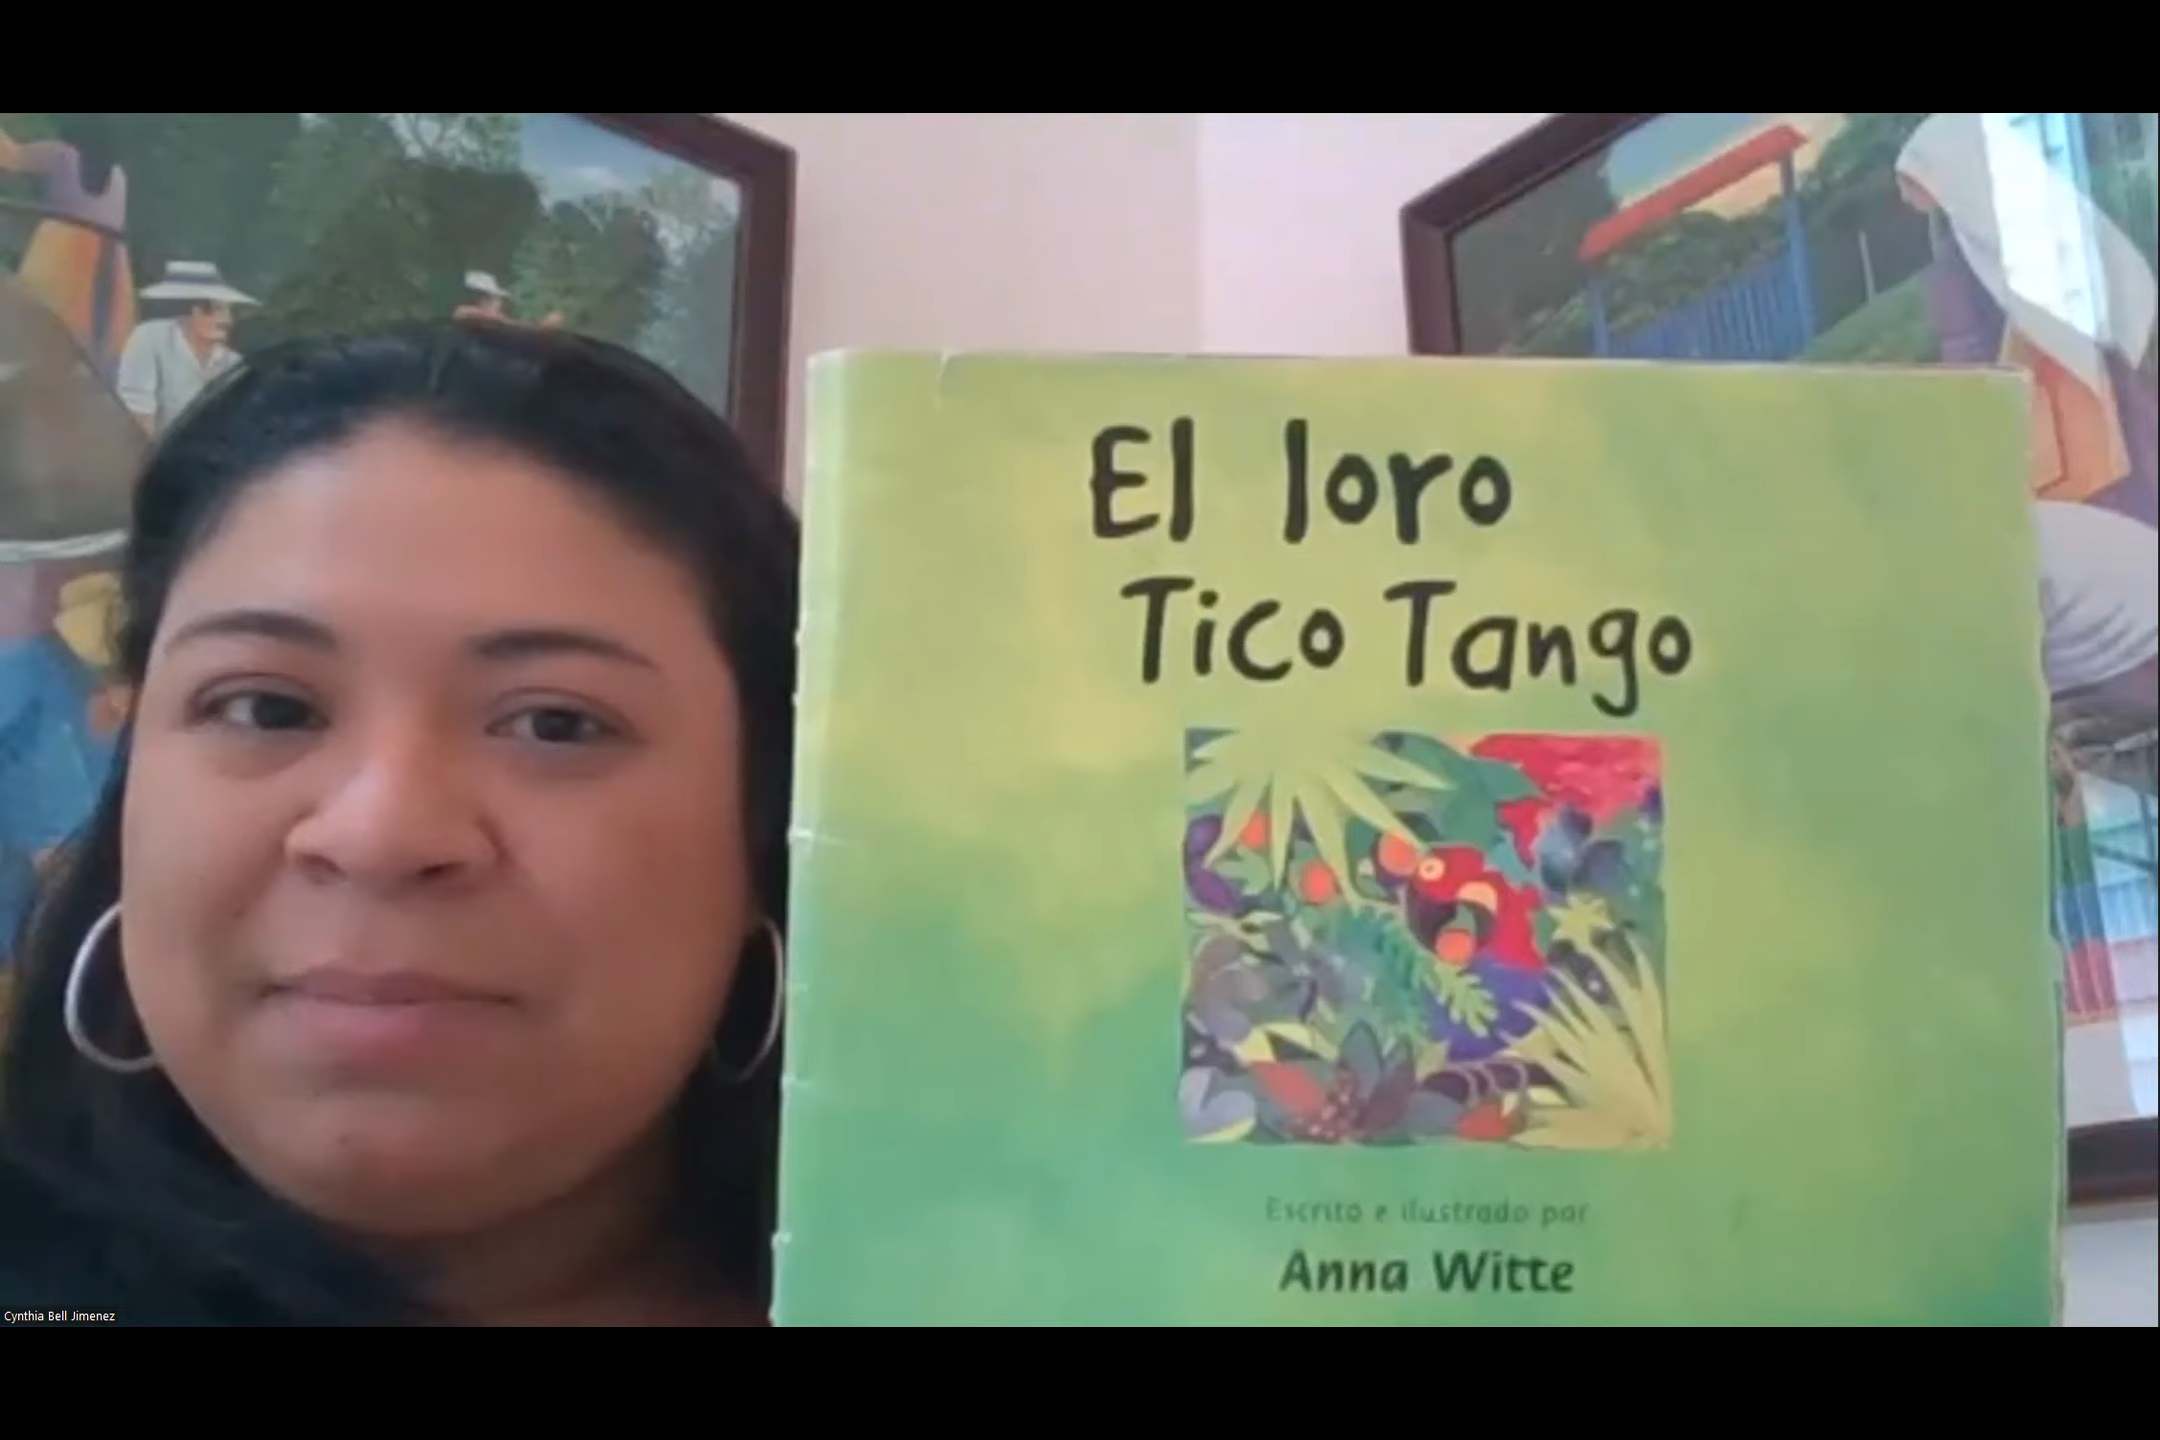 El loro
Tico Tango
Escrito e ilustrado por
Anna Witte
Cynthia Bell Jimenez